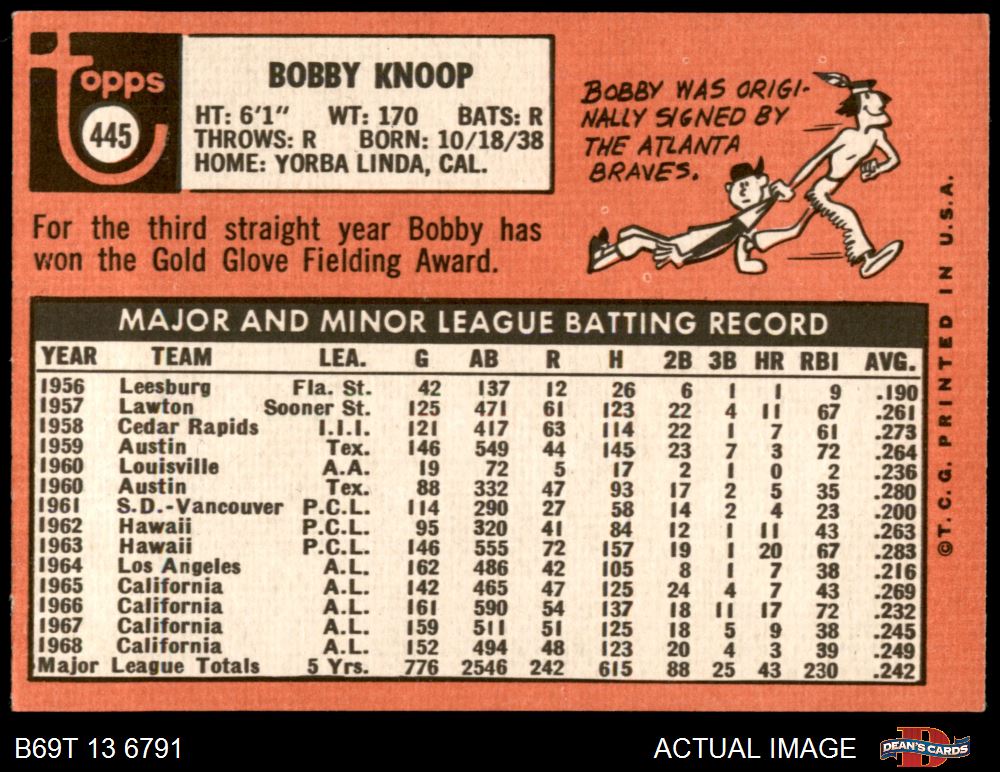 topps
445
BOBBY KNOOP
HT: 6'1" WT: 170 BATS: R
THROWS: R BORN: 10/18/38
HOME: YORBA LINDA, CAL.
BOBBY WAS ORIGI-
NALLY SIGNED BY
THE ATLANTA
BRAVES.
For the third straight year Bobby has
won the Gold Glove Fielding Award.
MAJOR AND MINOR LEAGUE BATTING RECORD
YEAR TEAM LEA. G AB R H 2B 3B HR RBI AVG.
1956 Leesburg Fla. St. 42 137 12 26 6 1 1 9 .190
1957 Lawton Sooner St. 125 471 61 123 22 4 11 67 .261
1958 Cedar Rapids I.I.I. 121 417 63 114 22 1 7 61 .273
1959 Austin Tex. 146 549 44 145 23 7 3 72 .264
1960 Louisville A.A. 19 72 5 17 2 1 0 2 .236
1960 Austin Tex. 88 332 47 93 17 2 5 35 .280
1961 S.D.-Vancouver P.C.L. 114 290 27 58 14 2 4 23 .200
1962 Hawaii P.C.L. 95 320 41 84 12 1 11 43 .263
1963 Hawaii P.C.L. 146 555 72 157 19 1 20 67 .283
1964 Los Angeles A.L. 162 486 42 105 8 1 7 38 .216
1965 California A.L. 142 465 47 125 24 4 7 43 .269
1966 California A.L. 161 590 54 137 18 11 17 72 .232
1967 California A.L. 159 511 51 125 18 5 9 38 .245
1968 California A.L. 152 494 48 123 20 4 3 39 .249
Major League Totals 5 Yrs. 776 2546 242 615 88 25 43 230 .242
© T. C. G. PRINTED IN U.S.A.
B69T 13 6791 ACTUAL IMAGE
D
DEAN'S CARDS